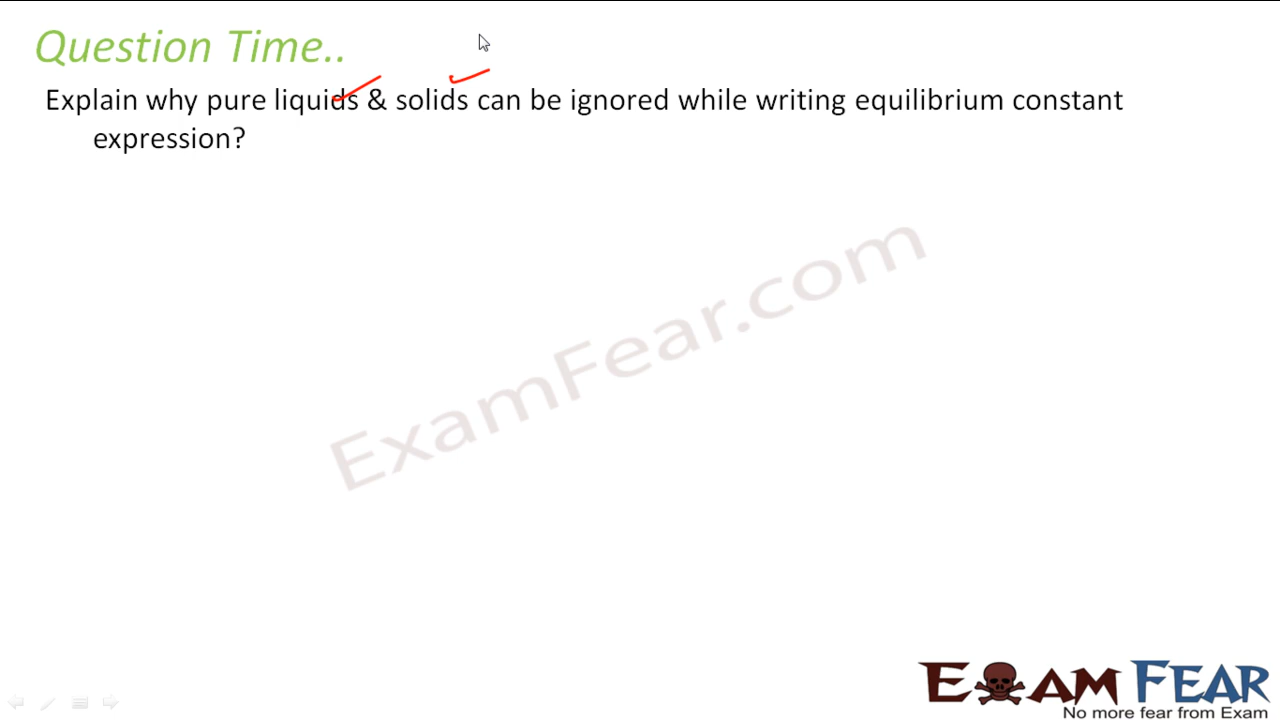 Question Time..
Explain why pure liquids & solids can be ignored while writing equilibrium constant
expression?
ExamFear.com
EXAM FEAR
No more fear from Exam